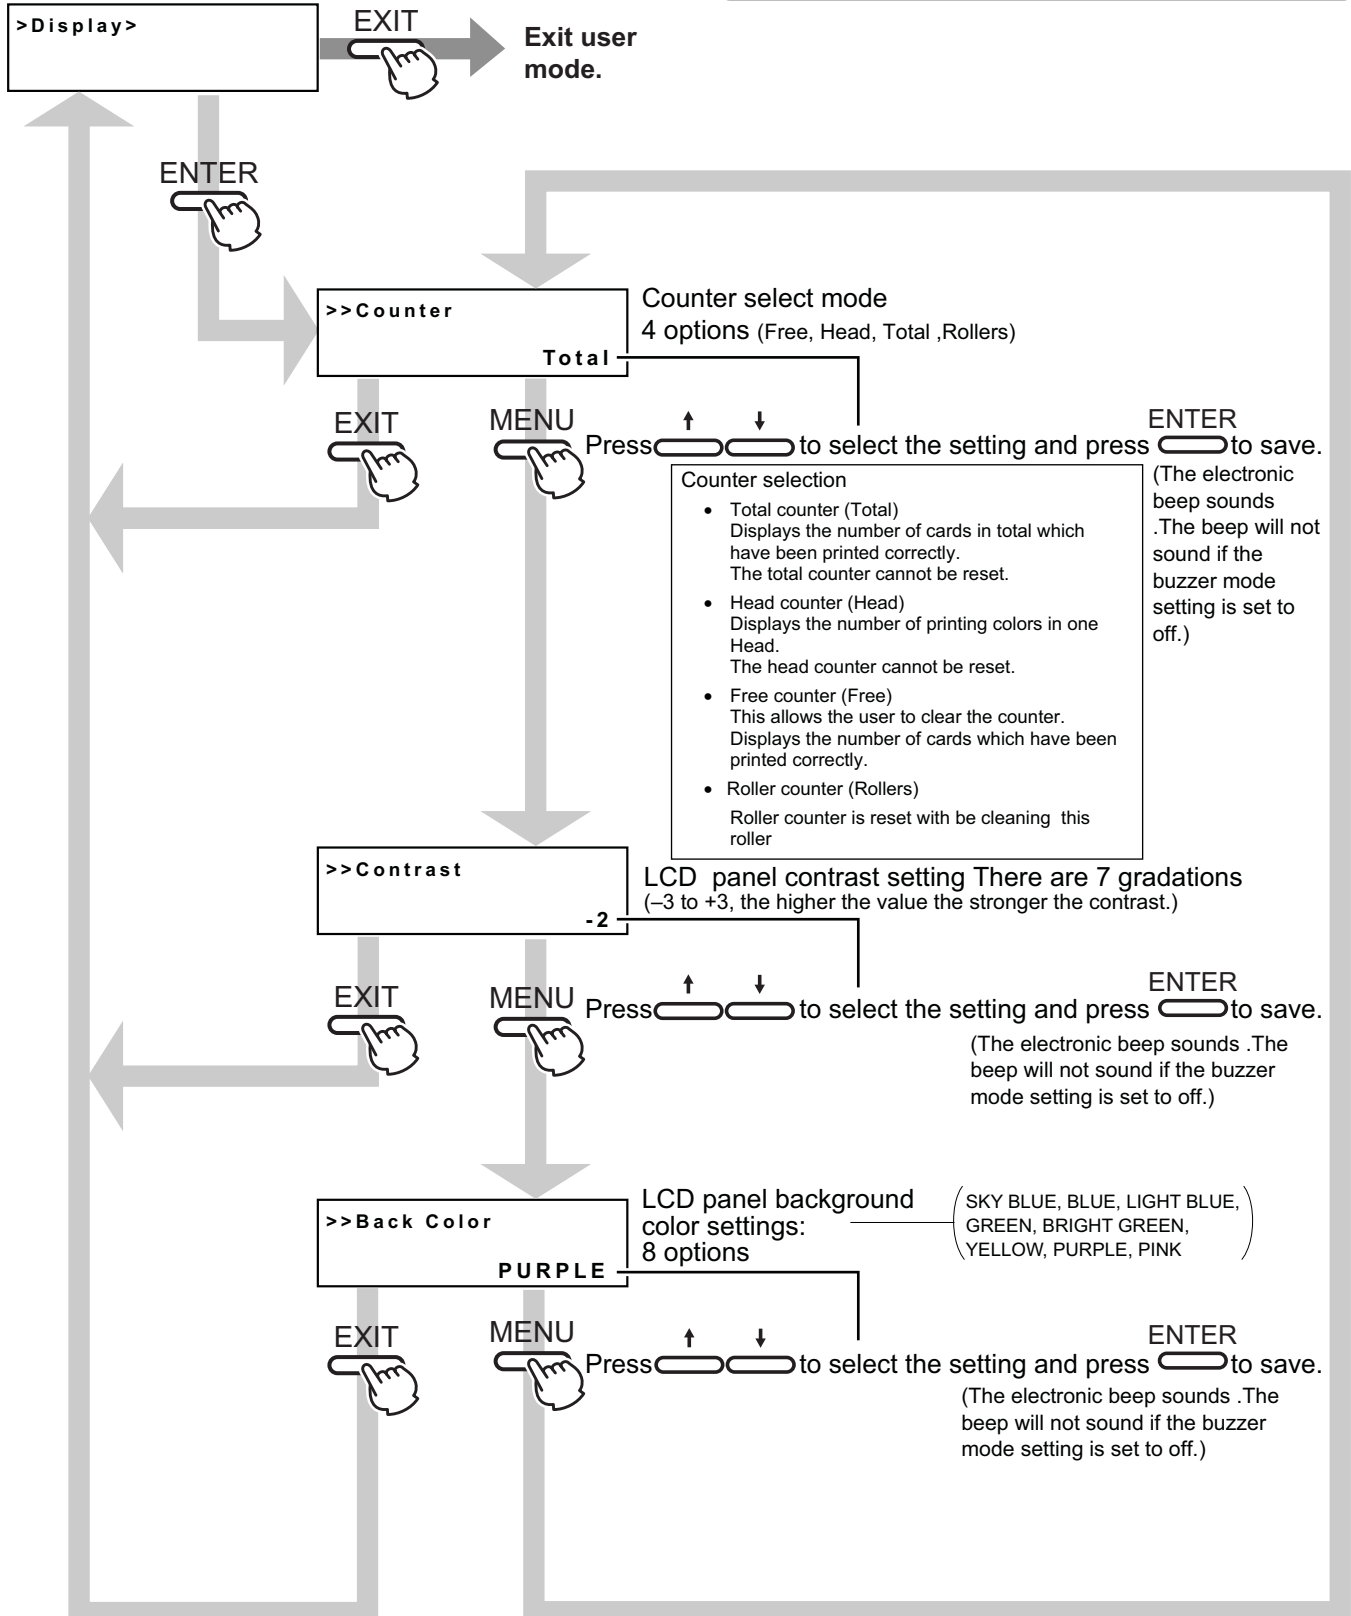 >Display>
EXIT
Exit user
mode.
ENTER
>>Counter
Total
Counter select mode
4 options (Free, Head, Total ,Rollers)
EXIT
MENU
↑ ↓
ENTER
Press to select the setting and press to save.
(The electronic
beep sounds
.The beep will not
sound if the
buzzer mode
setting is set to
off.)
Counter selection
• Total counter (Total)
Displays the number of cards in total which
have been printed correctly.
The total counter cannot be reset.
• Head counter (Head)
Displays the number of printing colors in one
Head.
The head counter cannot be reset.
• Free counter (Free)
This allows the user to clear the counter.
Displays the number of cards which have been
printed correctly.
• Roller counter (Rollers)
Roller counter is reset with be cleaning this
roller
>>Contrast
-2
LCD panel contrast setting There are 7 gradations
(–3 to +3, the higher the value the stronger the contrast.)
EXIT
MENU
↑ ↓
ENTER
Press to select the setting and press to save.
(The electronic beep sounds .The
beep will not sound if the buzzer
mode setting is set to off.)
>>Back Color
PURPLE
LCD panel background
color settings:
8 options
SKY BLUE, BLUE, LIGHT BLUE,
GREEN, BRIGHT GREEN,
YELLOW, PURPLE, PINK
EXIT
MENU
↑ ↓
ENTER
Press to select the setting and press to save.
(The electronic beep sounds .The
beep will not sound if the buzzer
mode setting is set to off.)